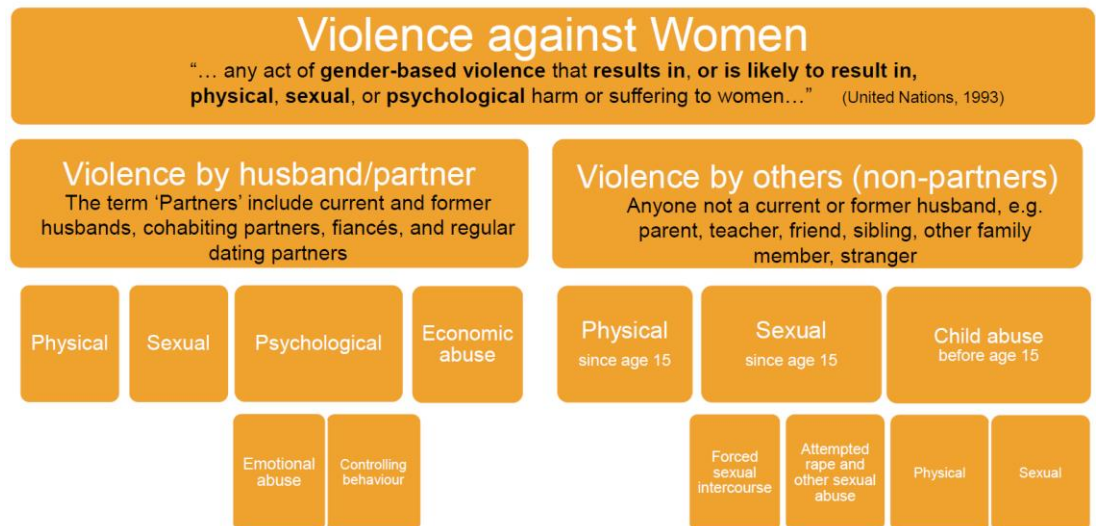 Violence against Women
“… any act of gender-based violence that results in, or is likely to result in,
physical, sexual, or psychological harm or suffering to women…” (United Nations, 1993)
Violence by husband/partner
The term ‘Partners’ include current and former
husbands, cohabiting partners, fiancés, and regular
dating partners
Violence by others (non-partners)
Anyone not a current or former husband, e.g.
parent, teacher, friend, sibling, other family
member, stranger
Physical
Sexual
Psychological
Economic
abuse
Physical
since age 15
Sexual
since age 15
Child abuse
before age 15
Emotional
abuse
Controlling
behaviour
Forced
sexual
intercourse
Attempted
rape and
other sexual
abuse
Physical
Sexual